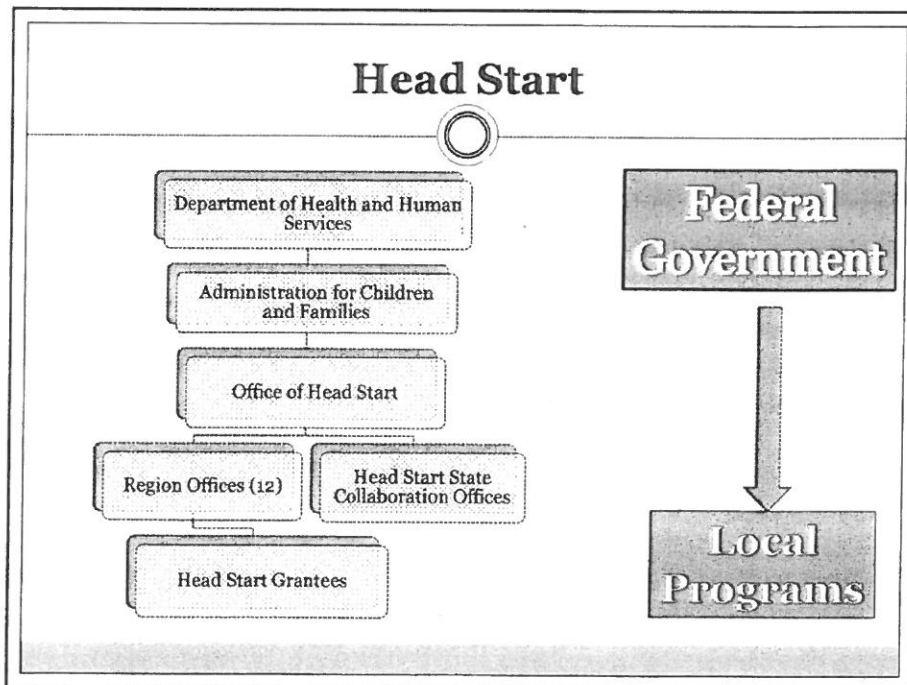 Head Start
Department of Health and Human
Services
Administration for Children
and Families
Office of Head Start
Region Offices (12)
Head Start State
Collaboration Offices
Head Start Grantees
Federal
Government
Local
Programs